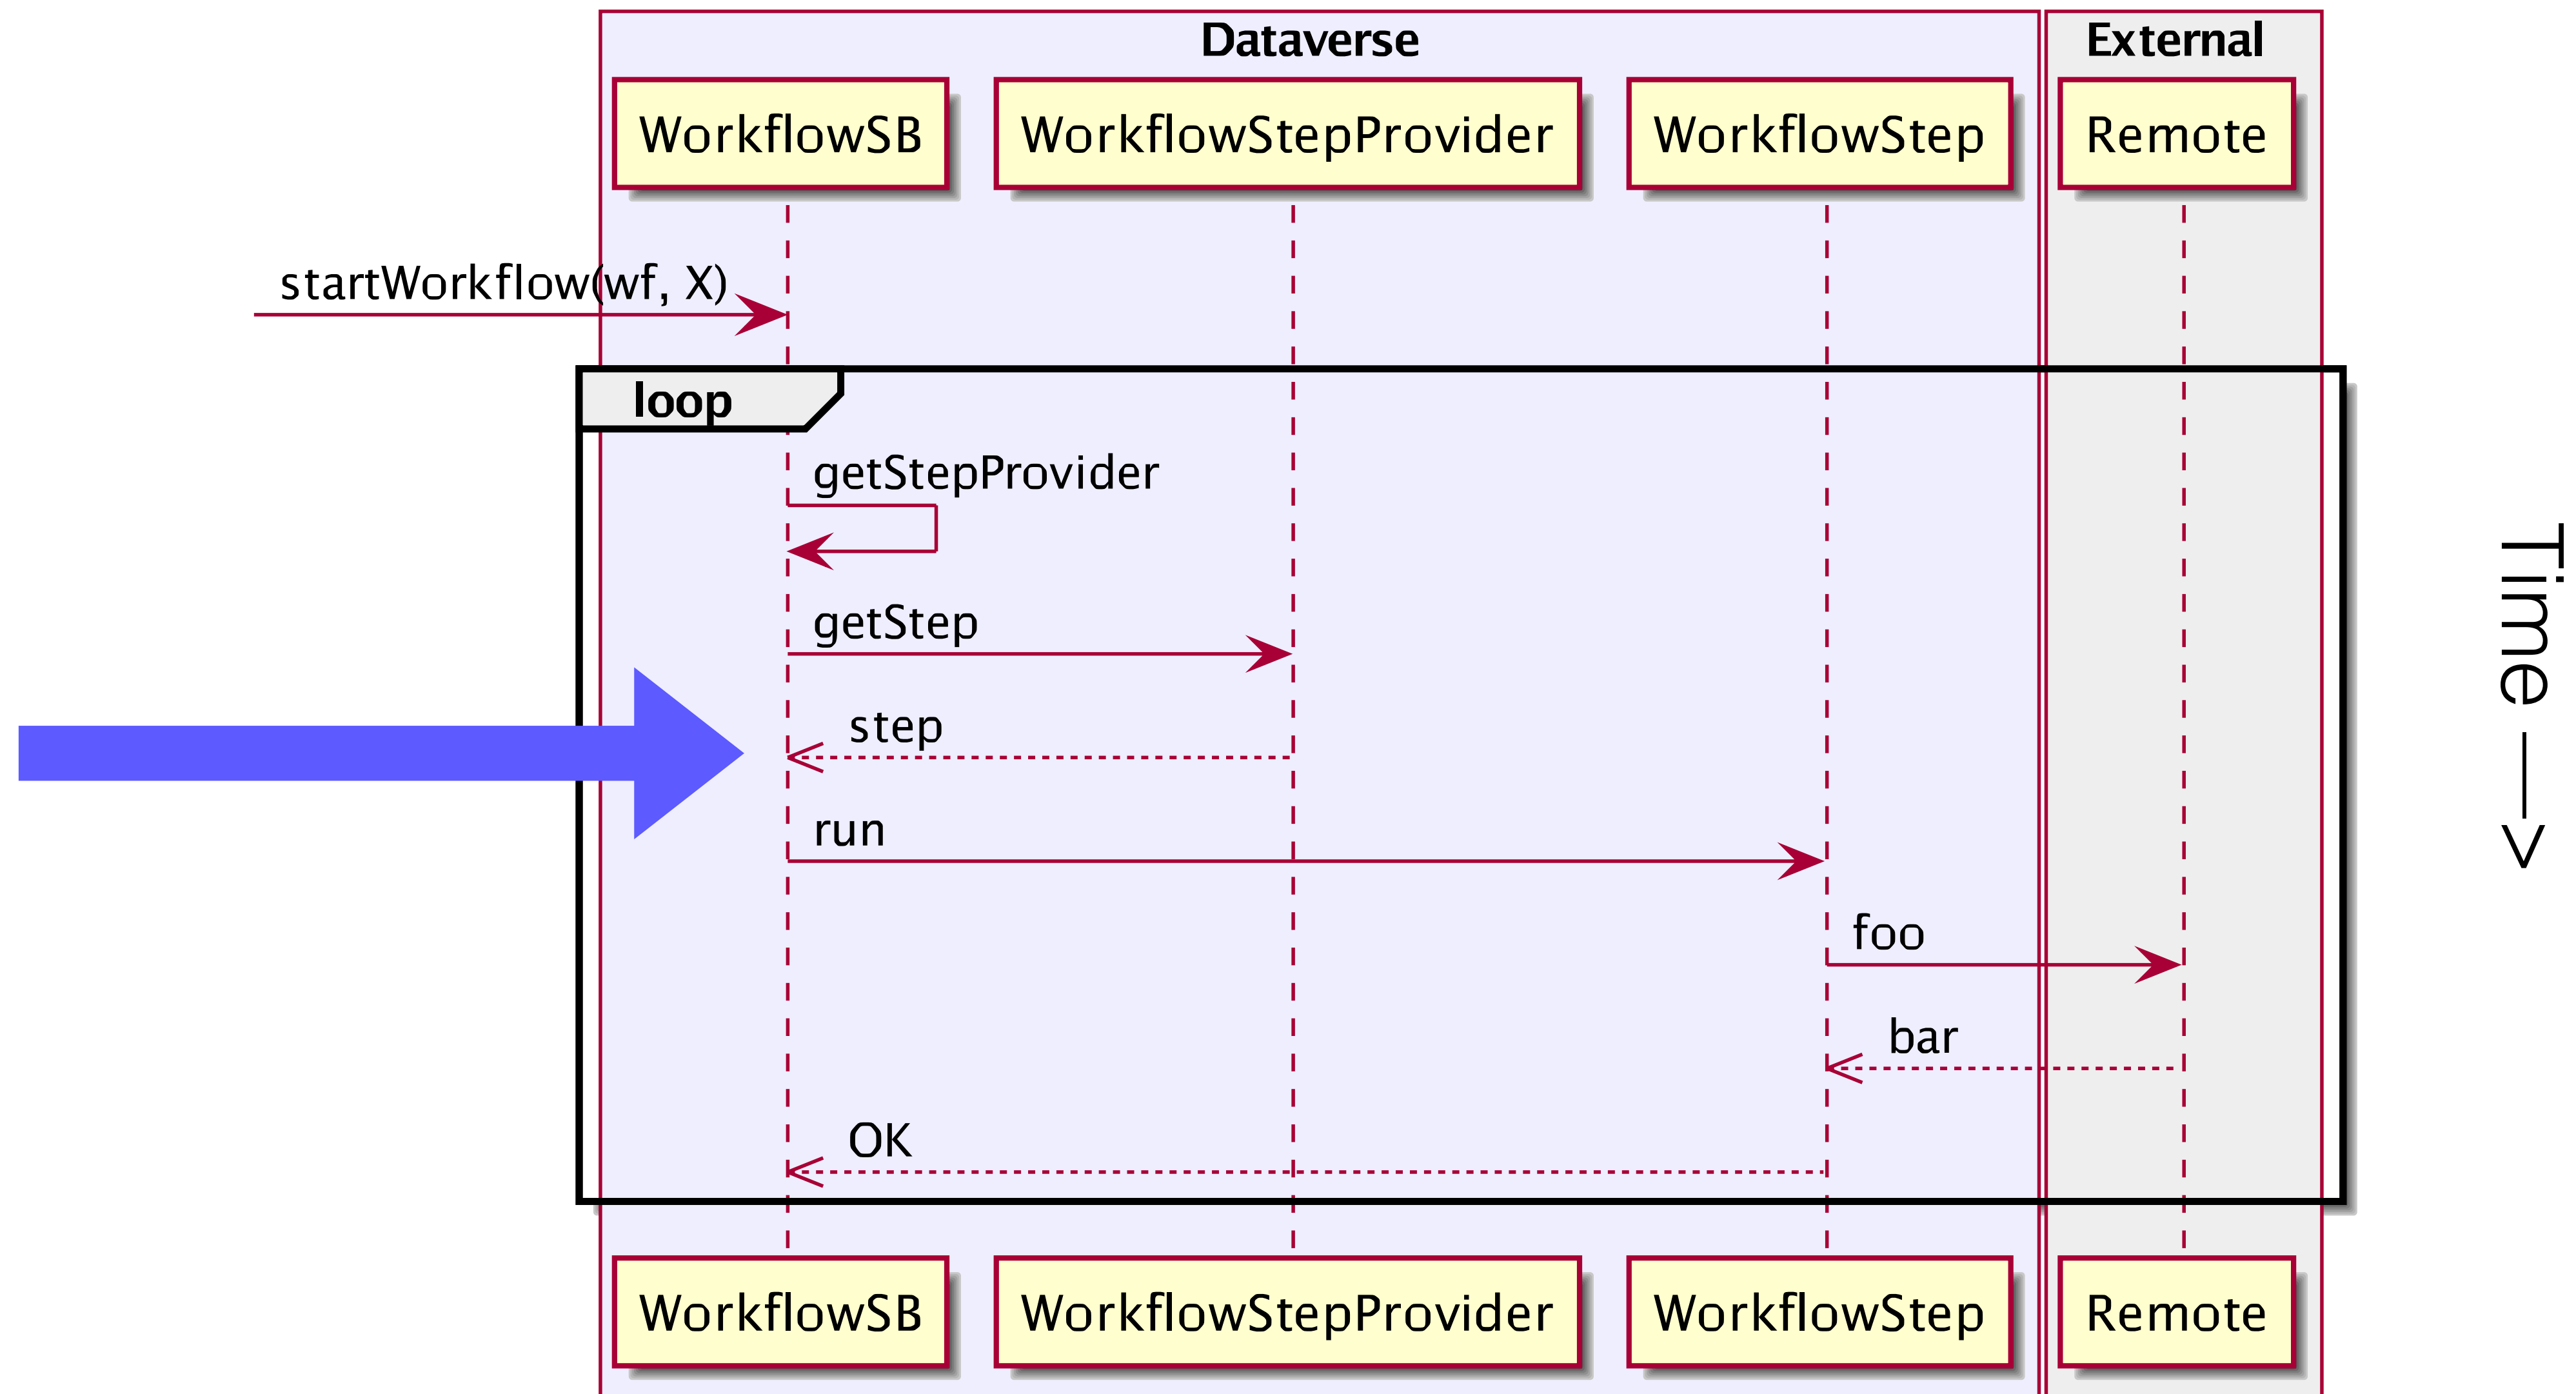 Dataverse
External
WorkflowSB
WorkflowStepProvider
WorkflowStep
Remote
startWorkflow(wf, X)
loop
getStepProvider
getStep
step
run
foo
bar
OK
Time —>
WorkflowSB
WorkflowStepProvider
WorkflowStep
Remote